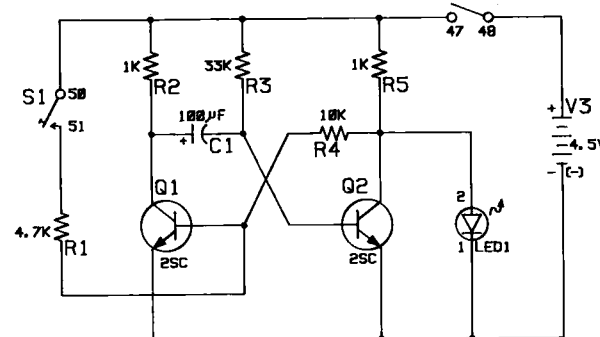 47 48
1K
R2
33K
R3
1K
R5
S1
50
51
100µF
+
C1
10K
R4
+
V3
4.5V
- (-)
Q1
Q2
2
4.7K
R1
2SC
2SC
1
LED1